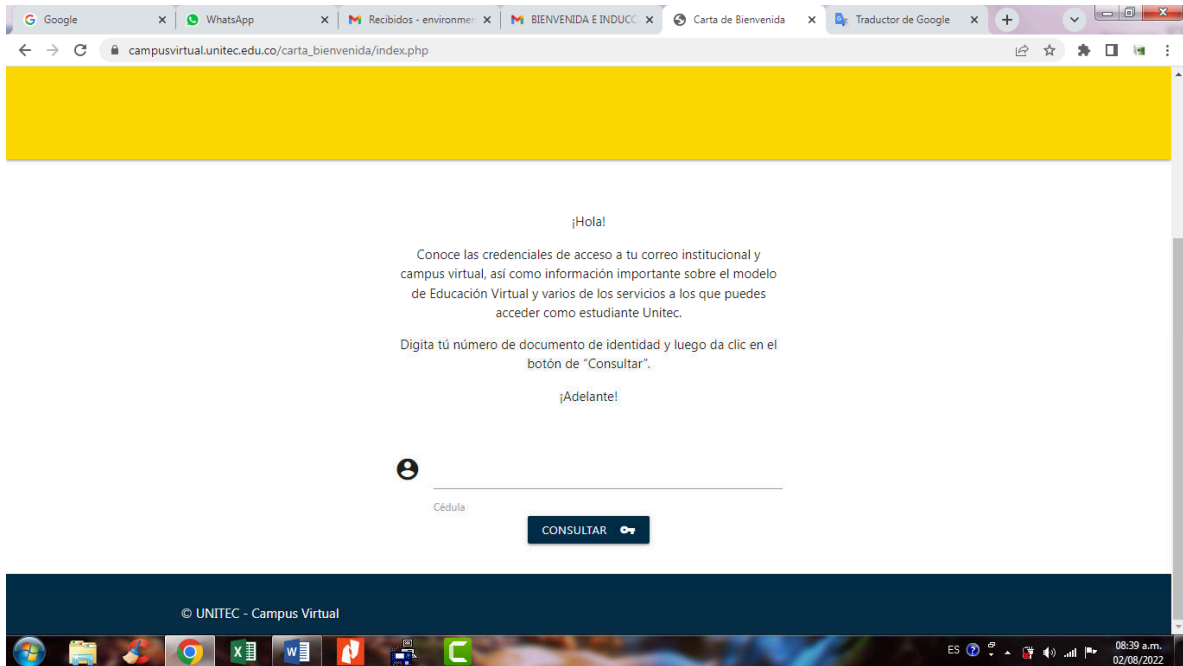 Google
WhatsApp
Recibidos - environmen
BIENVENIDA E INDUCC
Carta de Bienvenida
Traductor de Google
campusvirtual.unitec.edu.co/carta_bienvenida/index.php
¡Hola!
Conoce las credenciales de acceso a tu correo institucional y
campus virtual, así como información importante sobre el modelo
de Educación Virtual y varios de los servicios a los que puedes
acceder como estudiante Unitec.
Digita tú número de documento de identidad y luego da clic en el
botón de “Consultar”.
¡Adelante!
Cédula
CONSULTAR
© UNITEC - Campus Virtual
ES
08:39 a.m.
02/08/2022